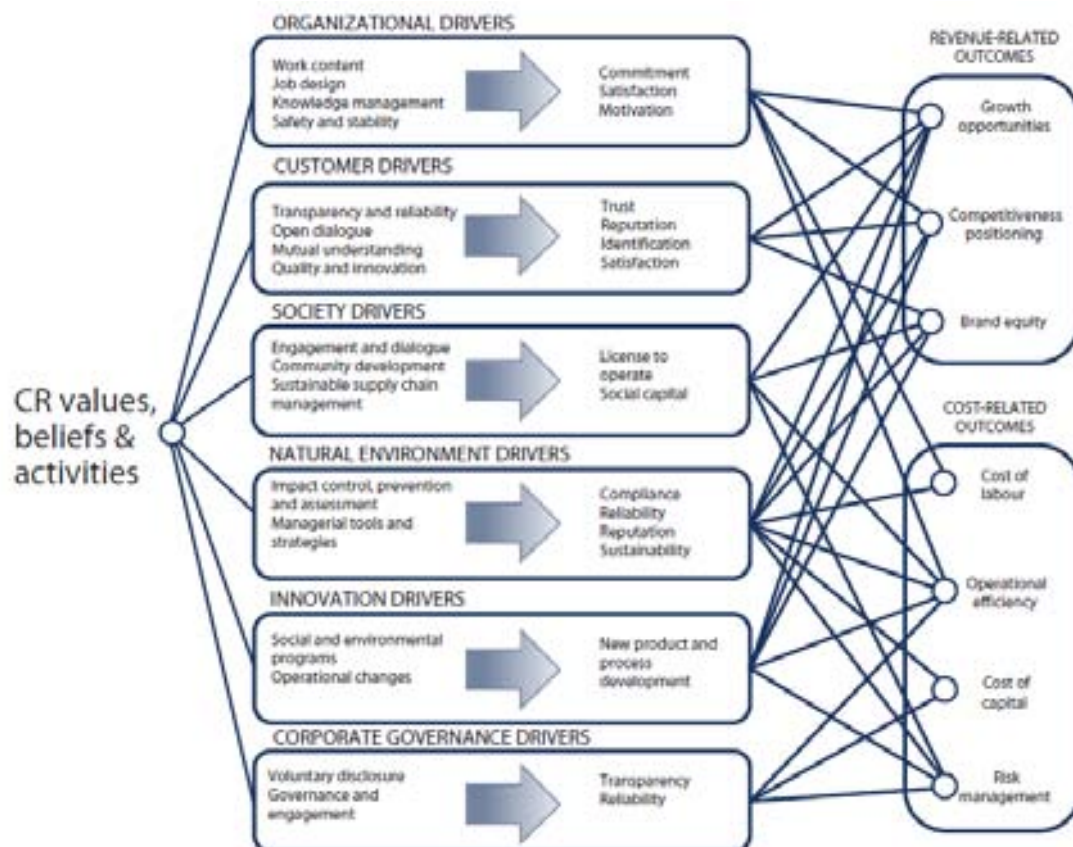 CR values,
beliefs &
activities
ORGANIZATIONAL DRIVERS
Work content
Job design
Knowledge management
Safety and stability
Commitment
Satisfaction
Motivation
CUSTOMER DRIVERS
Transparency and reliability
Open dialogue
Mutual understanding
Quality and innovation
Trust
Reputation
Identification
Satisfaction
SOCIETY DRIVERS
Engagement and dialogue
Community development
Sustainable supply chain
management
License to
operate
Social capital
NATURAL ENVIRONMENT DRIVERS
Impact control, prevention
and assessment
Managerial tools and
strategies
Compliance
Reliability
Reputation
Sustainability
INNOVATION DRIVERS
Social and environmental
programs
Operational changes
New product and
process
development
CORPORATE GOVERNANCE DRIVERS
Voluntary disclosure
Governance and
engagement
Transparency
Reliability
REVENUE-RELATED
OUTCOMES
Growth
opportunities
Competitiveness
positioning
Brand equity
COST-RELATED
OUTCOMES
Cost of
labour
Operational
efficiency
Cost of
capital
Risk
management